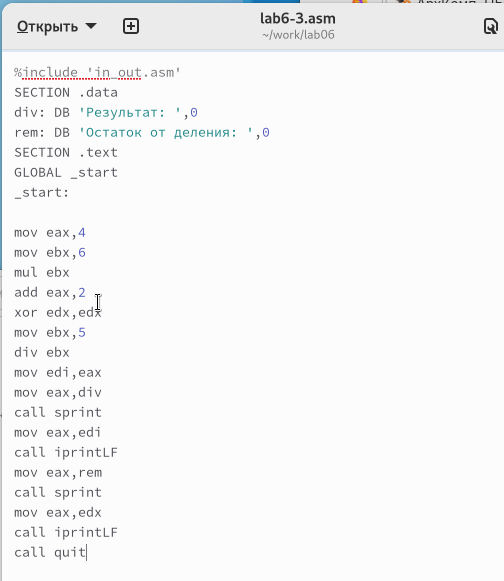 Открыть
lab6-3.asm
~/work/lab06
%include 'in_out.asm'
SECTION .data
div: DB 'Результат: ',0
rem: DB 'Остаток от деления: ',0
SECTION .text
GLOBAL _start
_start:
mov eax,4
mov ebx,6
mul ebx
add eax,2
xor edx,edx
mov ebx,5
div ebx
mov edi,eax
mov eax,div
call sprint
mov eax,edi
call iprintLF
mov eax,rem
call sprint
mov eax,edx
call iprintLF
call quit